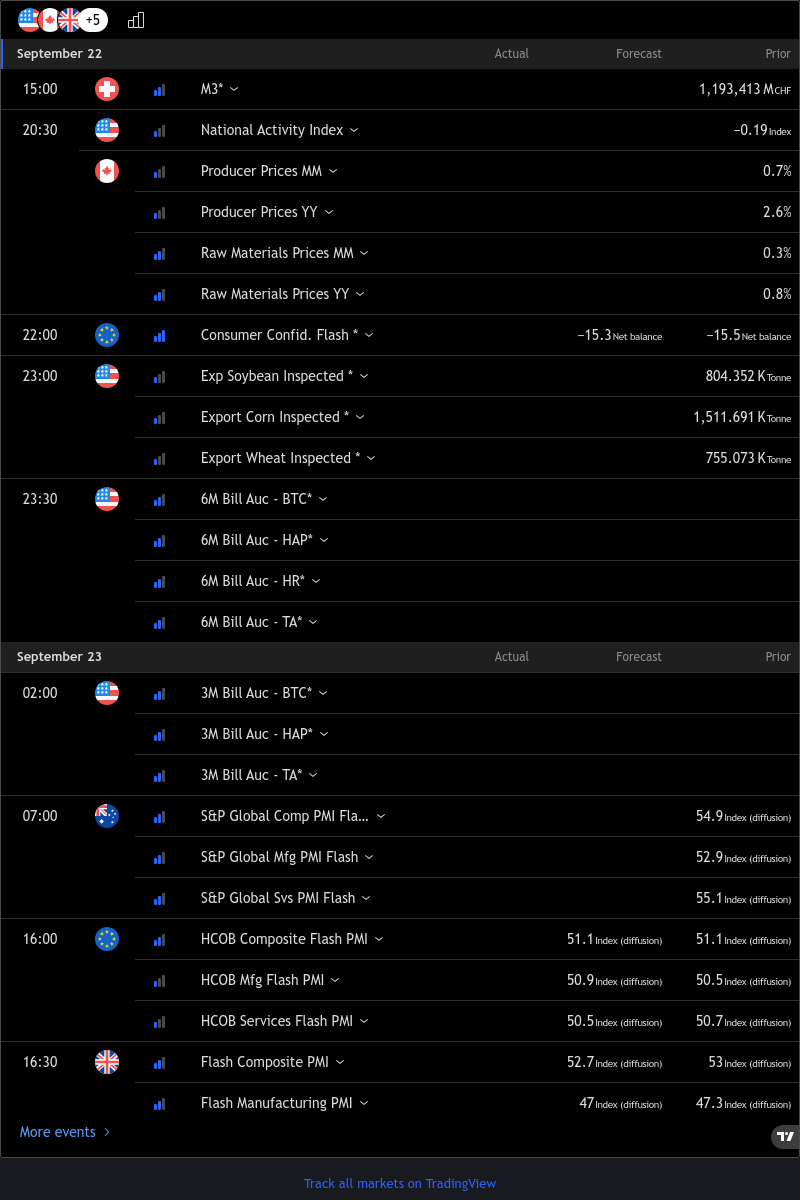 +5
September 22 Actual Forecast Prior
15:00 M3* 1,193,413 M CHF
20:30 National Activity Index −0.19 Index
Producer Prices MM 0.7%
Producer Prices YY 2.6%
Raw Materials Prices MM 0.3%
Raw Materials Prices YY 0.8%
22:00 Consumer Confid. Flash * −15.3 Net balance −15.5 Net balance
23:00 Exp Soybean Inspected * 804.352 K Tonne
Export Corn Inspected * 1,511.691 K Tonne
Export Wheat Inspected * 755.073 K Tonne
23:30 6M Bill Auc - BTC*
6M Bill Auc - HAP*
6M Bill Auc - HR*
6M Bill Auc - TA*
September 23 Actual Forecast Prior
02:00 3M Bill Auc - BTC*
3M Bill Auc - HAP*
3M Bill Auc - TA*
07:00 S&P Global Comp PMI Fla… 54.9 Index (diffusion)
S&P Global Mfg PMI Flash 52.9 Index (diffusion)
S&P Global Svs PMI Flash 55.1 Index (diffusion)
16:00 HCOB Composite Flash PMI 51.1 Index (diffusion) 51.1 Index (diffusion)
HCOB Mfg Flash PMI 50.9 Index (diffusion) 50.5 Index (diffusion)
HCOB Services Flash PMI 50.5 Index (diffusion) 50.7 Index (diffusion)
16:30 Flash Composite PMI 52.7 Index (diffusion) 53 Index (diffusion)
Flash Manufacturing PMI 47 Index (diffusion) 47.3 Index (diffusion)
More events
Track all markets on TradingView